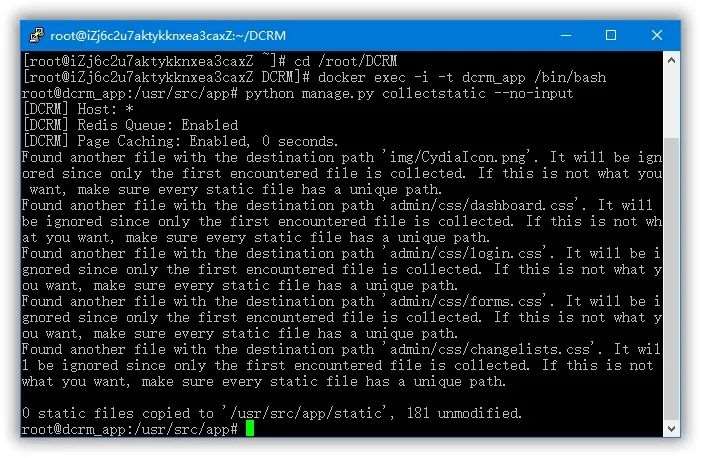 root@iZj6c2u7aktykknxea3caxZ:~/DCRM
[root@iZj6c2u7aktykknxea3caxZ ~]# cd /root/DCRM
[root@iZj6c2u7aktykknxea3caxZ DCRM]# docker exec -i -t dcrm_app /bin/bash
root@dcrm_app:/usr/src/app# python manage.py collectstatic --no-input
[DCRM] Host: *
[DCRM] Redis Queue: Enabled
[DCRM] Page Caching: Enabled, 0 seconds.
Found another file with the destination path 'img/CydiaIcon.png'. It will be ign
ored since only the first encountered file is collected. If this is not what you
 want, make sure every static file has a unique path.
Found another file with the destination path 'admin/css/dashboard.css'. It will
be ignored since only the first encountered file is collected. If this is not wh
at you want, make sure every static file has a unique path.
Found another file with the destination path 'admin/css/login.css'. It will be i
gnored since only the first encountered file is collected. If this is not what y
ou want, make sure every static file has a unique path.
Found another file with the destination path 'admin/css/forms.css'. It will be i
gnored since only the first encountered file is collected. If this is not what y
ou want, make sure every static file has a unique path.
Found another file with the destination path 'admin/css/changelists.css'. It wil
l be ignored since only the first encountered file is collected. If this is not
what you want, make sure every static file has a unique path.
0 static files copied to '/usr/src/app/static', 181 unmodified.
root@dcrm_app:/usr/src/app#